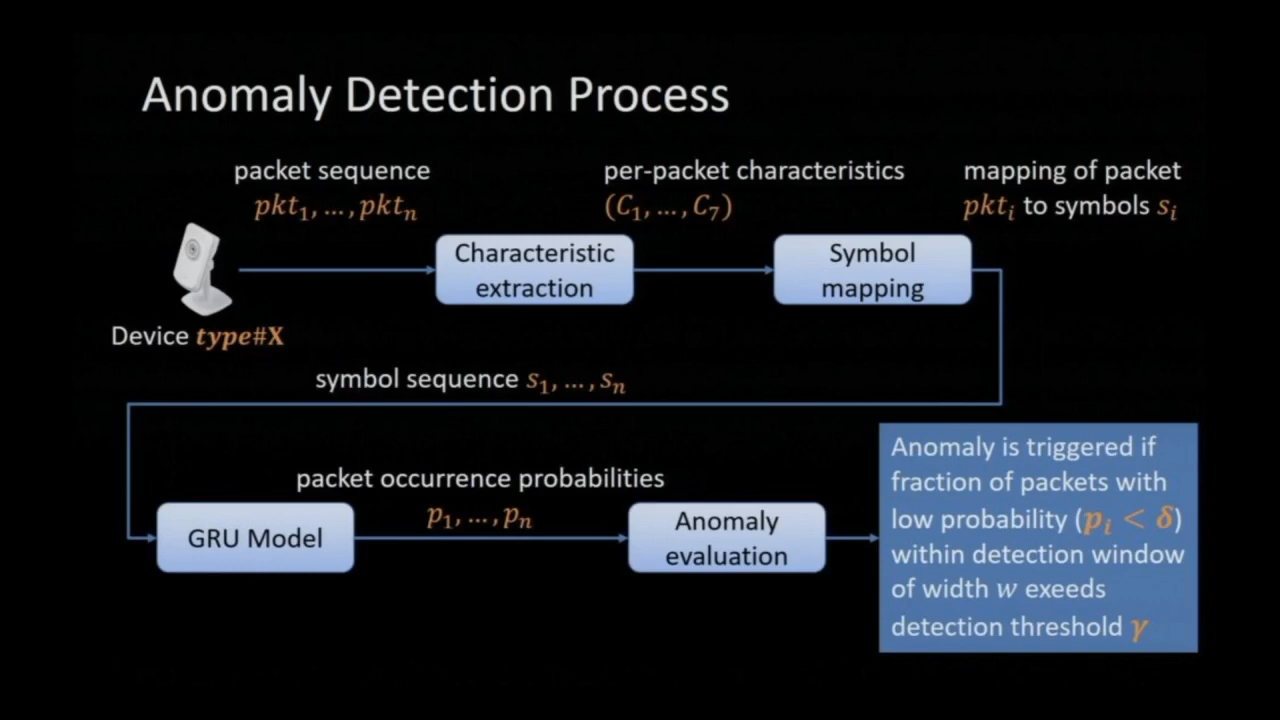 Anomaly Detection Process
packet sequence
pkt₁, ... , pktₙ
per-packet characteristics
(C₁, ... , C₇)
mapping of packet
pktᵢ to symbols sᵢ
Characteristic
extraction
Symbol
mapping
Device type#X
symbol sequence s₁, ... , sₙ
packet occurrence probabilities
p₁, ... , pₙ
GRU Model
Anomaly
evaluation
Anomaly is triggered if
fraction of packets with
low probability (pᵢ < δ)
within detection window
of width w exeeds
detection threshold γ